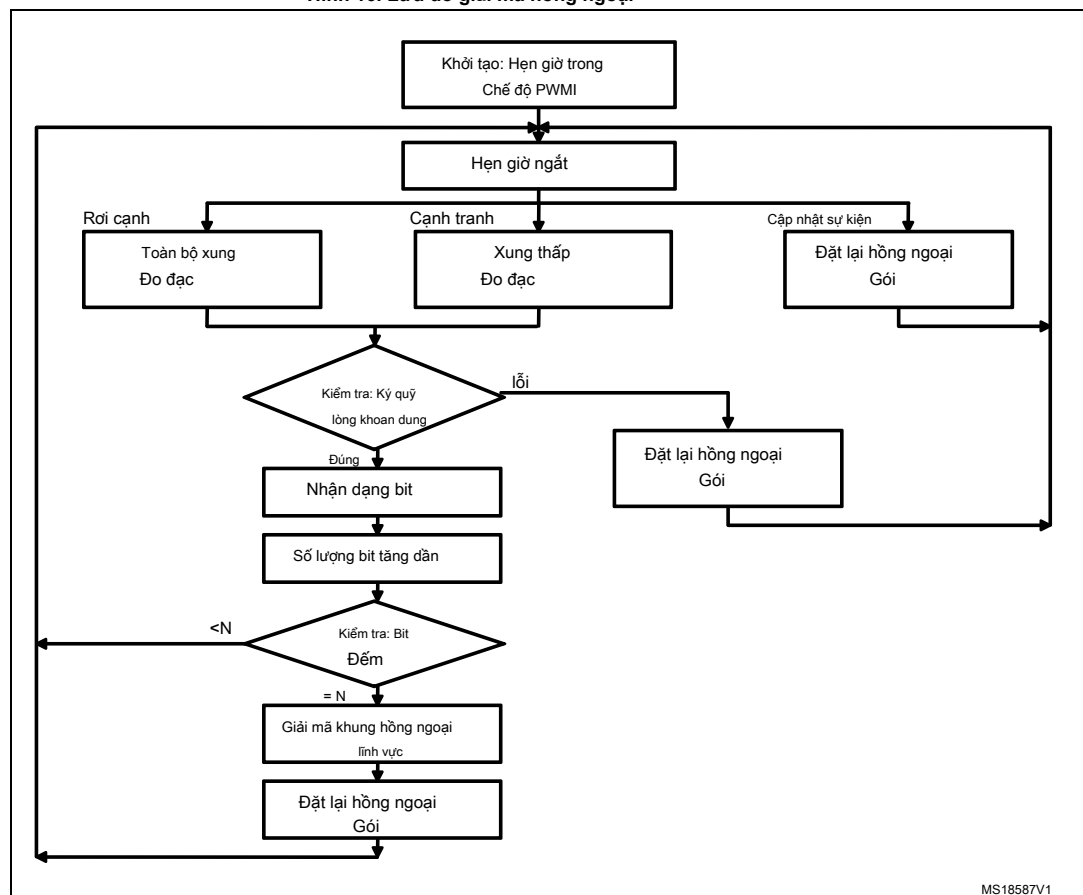 Khởi tạo: Hẹn giờ trong
Chế độ PWMI
Hẹn giờ ngắt
Rơi cạnh
Cạnh tranh
Cập nhật sự kiện
Toàn bộ xung
Đo đạc
Xung thấp
Đo đạc
Đặt lại hồng ngoại
Gói
Kiểm tra: Ký quỹ
lòng khoan dung
lỗi
Đặt lại hồng ngoại
Gói
Đúng
Nhận dạng bit
Số lượng bit tăng dần
<N
Kiểm tra: Bit
Đếm
= N
Giải mã khung hồng ngoại
lĩnh vực
Đặt lại hồng ngoại
Gói
MS18587V1